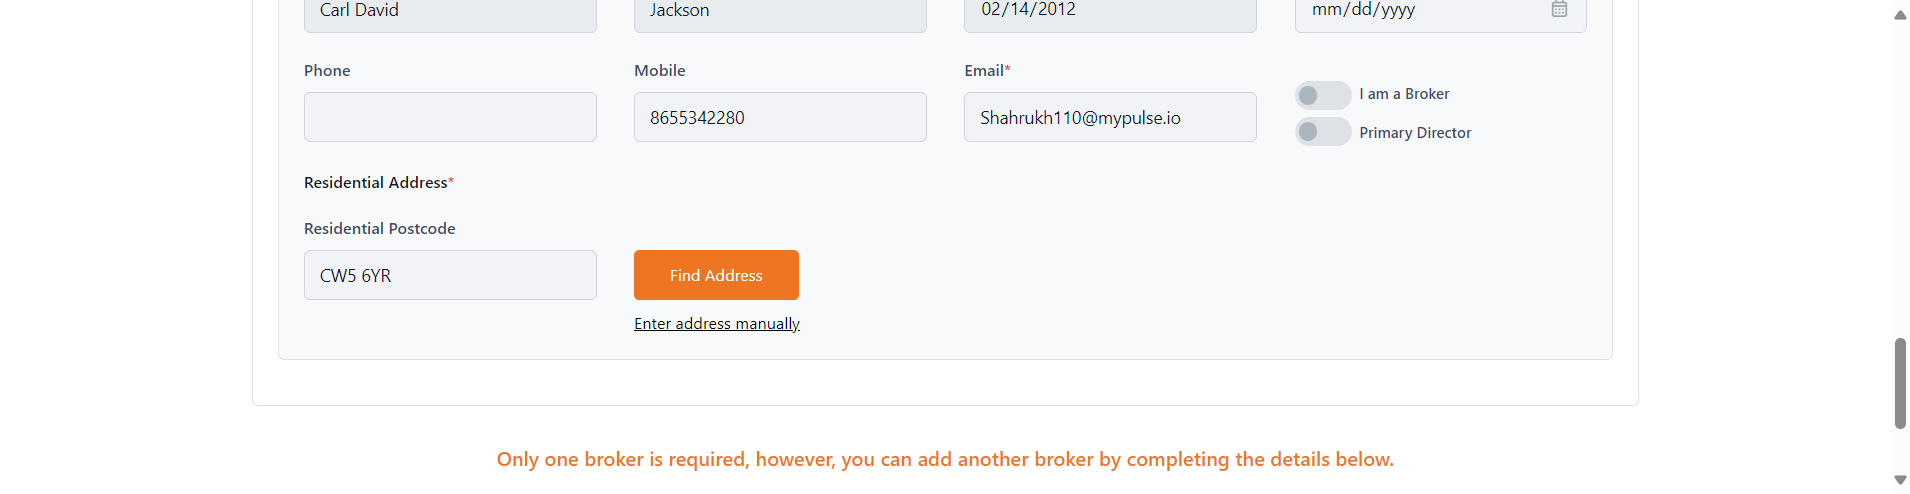 Carl David
Jackson
02/14/2012
mm/dd/yyyy
Phone
Mobile
Email*
8655342280
Shahrukh110@mypulse.io
I am a Broker
Primary Director
Residential Address*
Residential Postcode
CW5 6YR
Find Address
Enter address manually
Only one broker is required, however, you can add another broker by completing the details below.